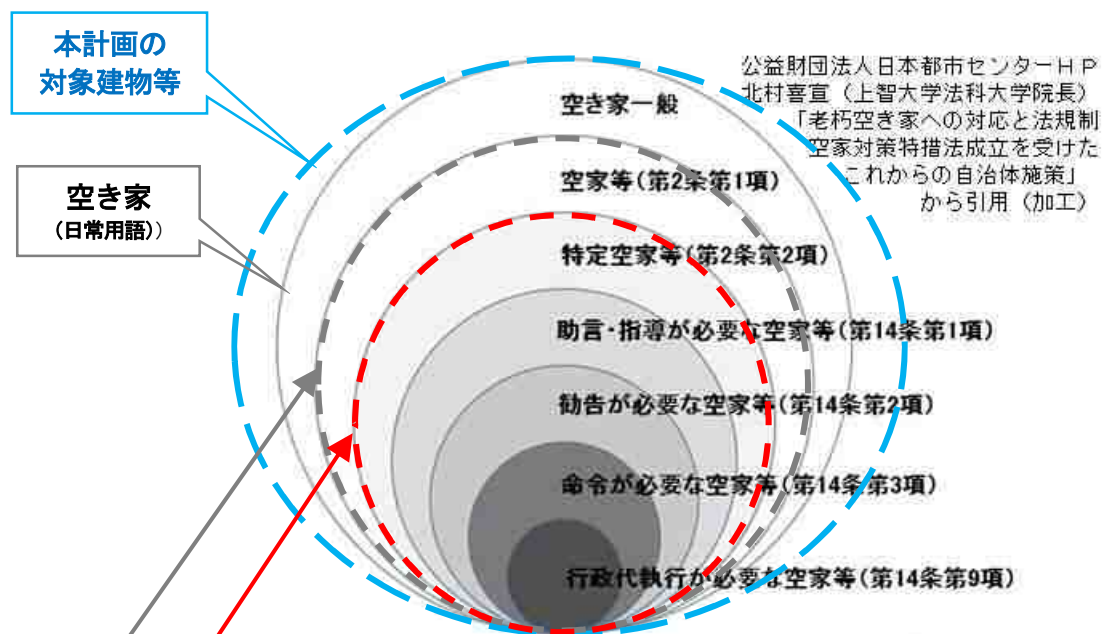 本計画の
対象建物等
空き家
(日常用語))
公益財団法人日本都市センターHP
北村喜宣(上智大学法科大学院長)
「老朽空き家への対応と法規制
空家対策特措法成立を受けた
これからの自治体施策」
から引用(加工)
空き家一般
空家等(第2条第1項)
特定空家等(第2条第2項)
助言・指導が必要な空家等(第14条第1項)
勧告が必要な空家等(第14条第2項)
命令が必要な空家等(第14条第3項)
行政代執行が必要な空家等(第14条第9項)